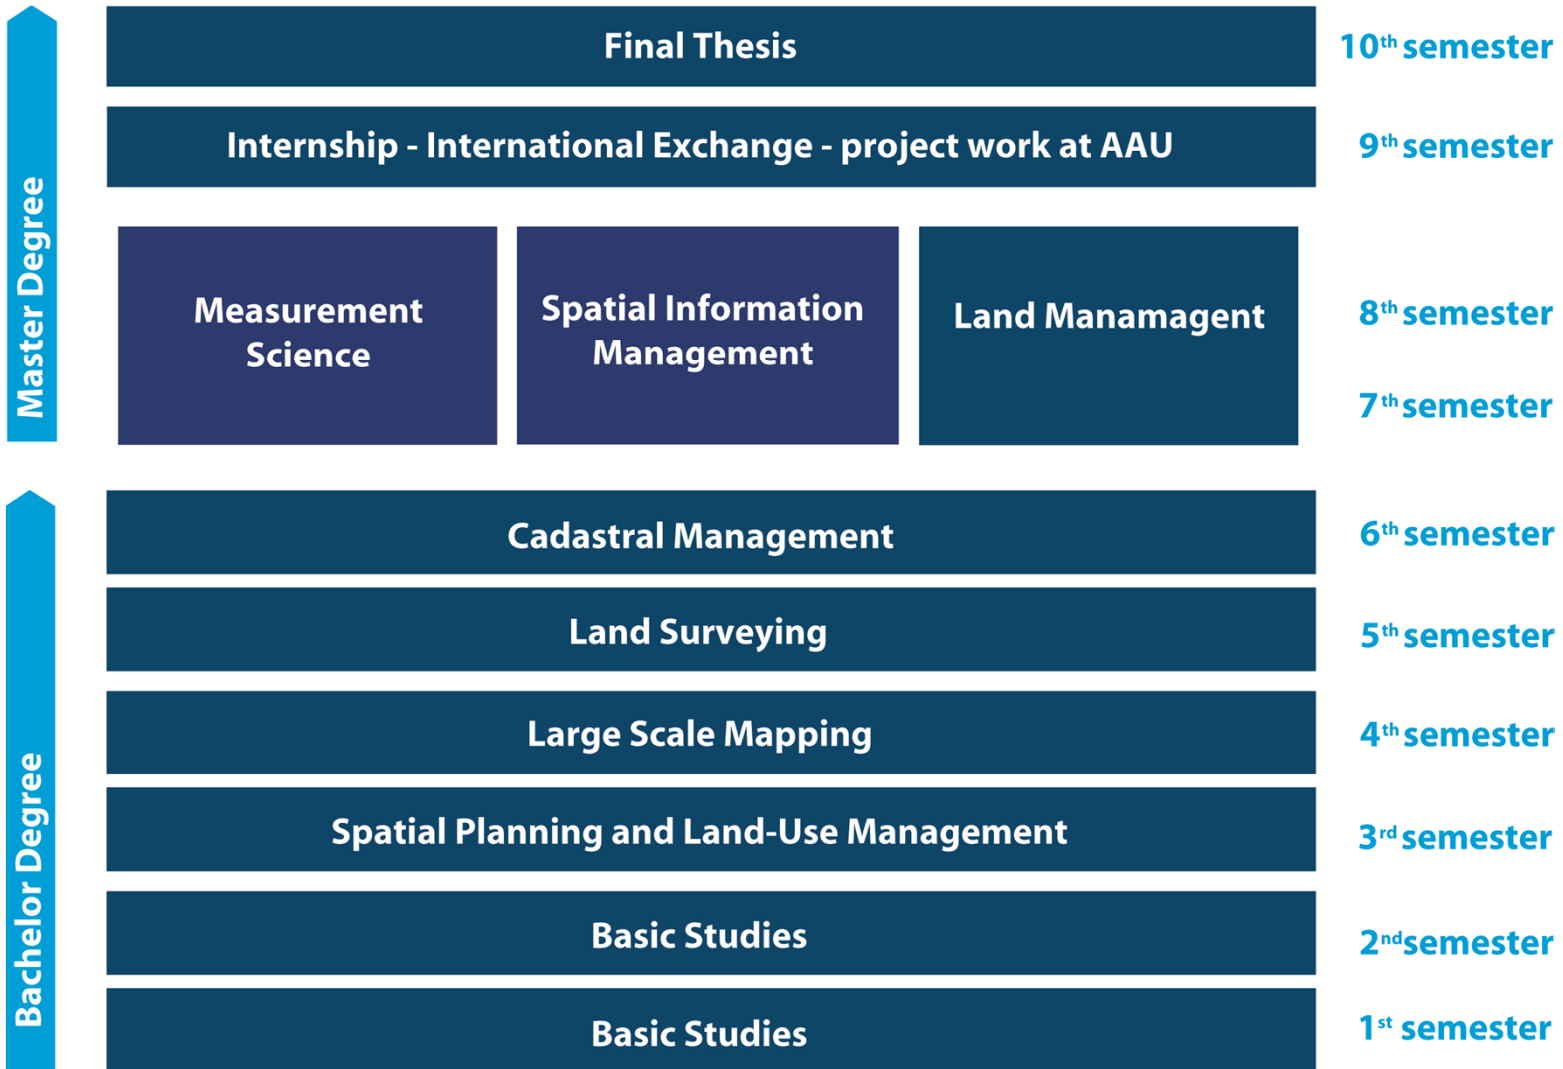 Final Thesis
10th semester
Internship - International Exchange - project work at AAU
9th semester
Master Degree
Measurement
Science
Spatial Information
Management
Land Manamagent
8th semester
7th semester
Cadastral Management
6th semester
Land Surveying
5th semester
Large Scale Mapping
4th semester
Spatial Planning and Land-Use Management
3rd semester
Bachelor Degree
Basic Studies
2nd semester
Basic Studies
1st semester